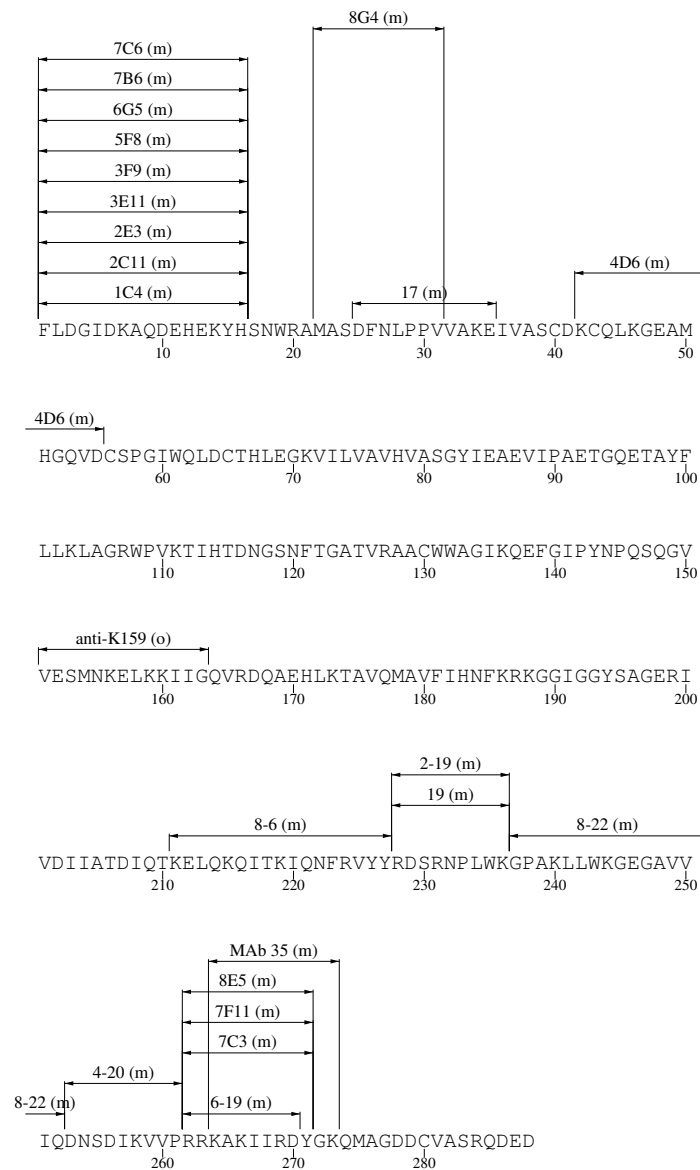 8G4 (m)
7C6 (m)
7B6 (m)
6G5 (m)
5F8 (m)
3F9 (m)
3E11 (m)
2E3 (m)
2C11 (m)
4D6 (m)
1C4 (m)
17 (m)
FLDGIDKAQDEHEKYHSNWRAMASDFNLPPVVAKEIVASCDKCQLKGEAM
10 20 30 40 50
4D6 (m)
HGQVDCSPGIWQLDCTHLEGKVILVAVHVASGYIEAEVIPAETGQETAYF
60 70 80 90 100
LLKLAGRWPVKTIHTDNGSNFTGATVRAACWWAGIKQEFGIPYNPQSQGV
110 120 130 140 150
anti-K159 (o)
VESMNKELKKIIGQVRDQAEHLKTAVQMAVFIHNFKRKGGIGGYSAGERI
160 170 180 190 200
2-19 (m)
19 (m)
8-6 (m) 8-22 (m)
VDIIATDIQTKELQKQITKIQNFRVYYRDSRNPLWKGPAKLLWKGEGAVV
210 220 230 240 250
MAb 35 (m)
8E5 (m)
7F11 (m)
7C3 (m)
4-20 (m)
8-22 (m) 6-19 (m)
IQDNSDIKVVPRRKAKIIRDYGKQMAGDDCVASRQDED
260 270 280